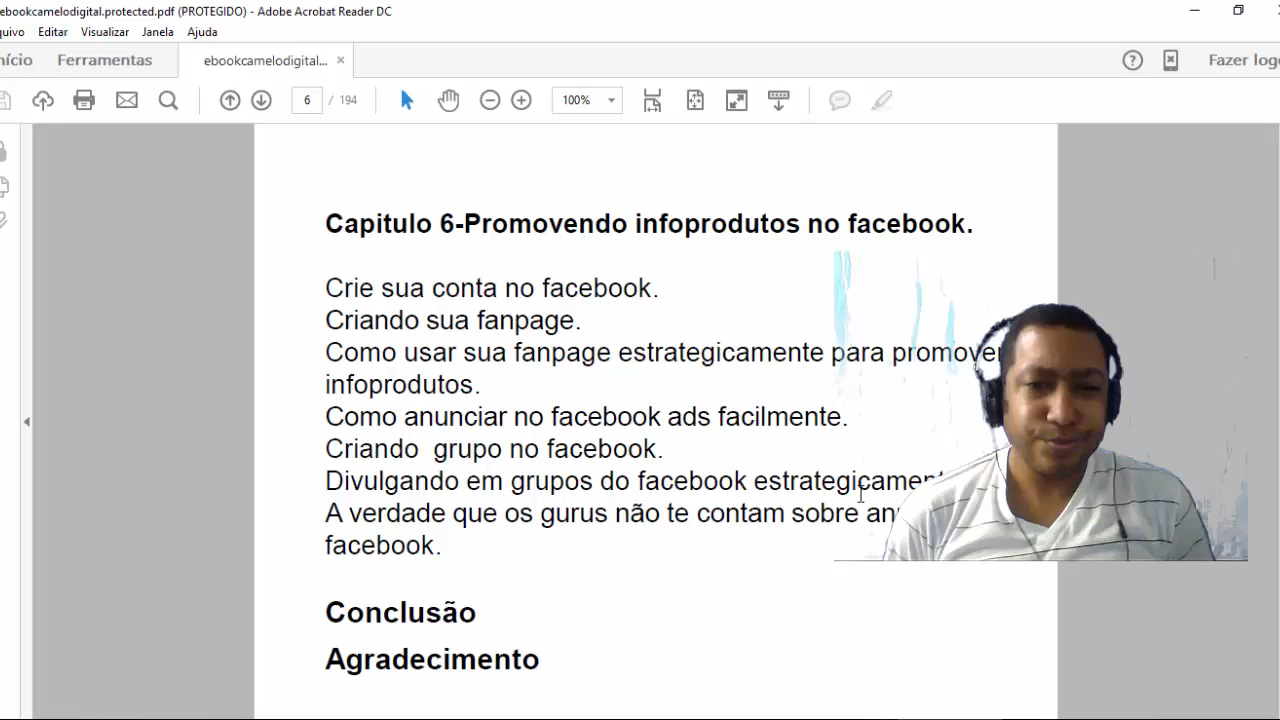 ebookcamelodigital.protected.pdf (PROTEGIDO) - Adobe Acrobat Reader DC
Editar Visualizar Janela Ajuda
Ferramentas ebookcamelodigital... × Fazer
6 / 194 100%
Capitulo 6-Promovendo infoprodutos no facebook.
Crie sua conta no facebook.
Criando sua fanpage.
Como usar sua fanpage estrategicamente para promover
infoprodutos.
Como anunciar no facebook ads facilmente.
Criando grupo no facebook.
Divulgando em grupos do facebook
A verdade que os gurus não te contam sobre
facebook.
Conclusão
Agradecimento